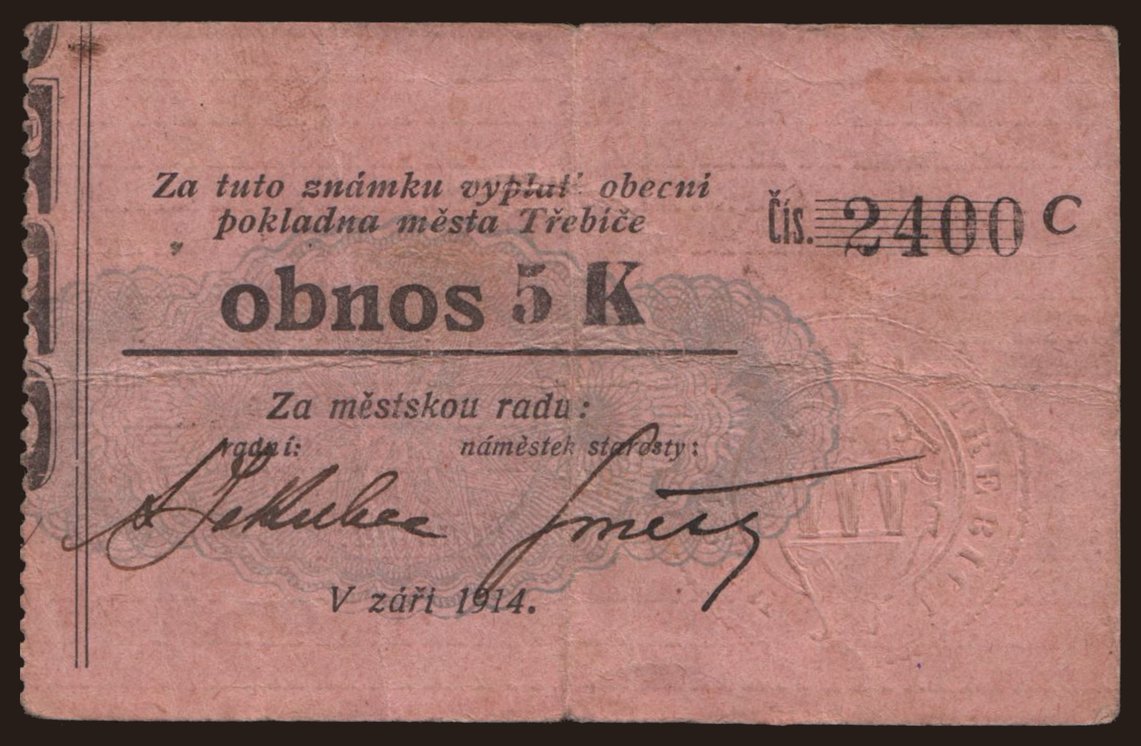 Za tuto známku vyplatí obecní
pokladna města Třebíče
Čís. 2400 C
obnos 5 K
Za městskou radu:
radní: náměstek starosty:
A Jakubec
V září 1914.